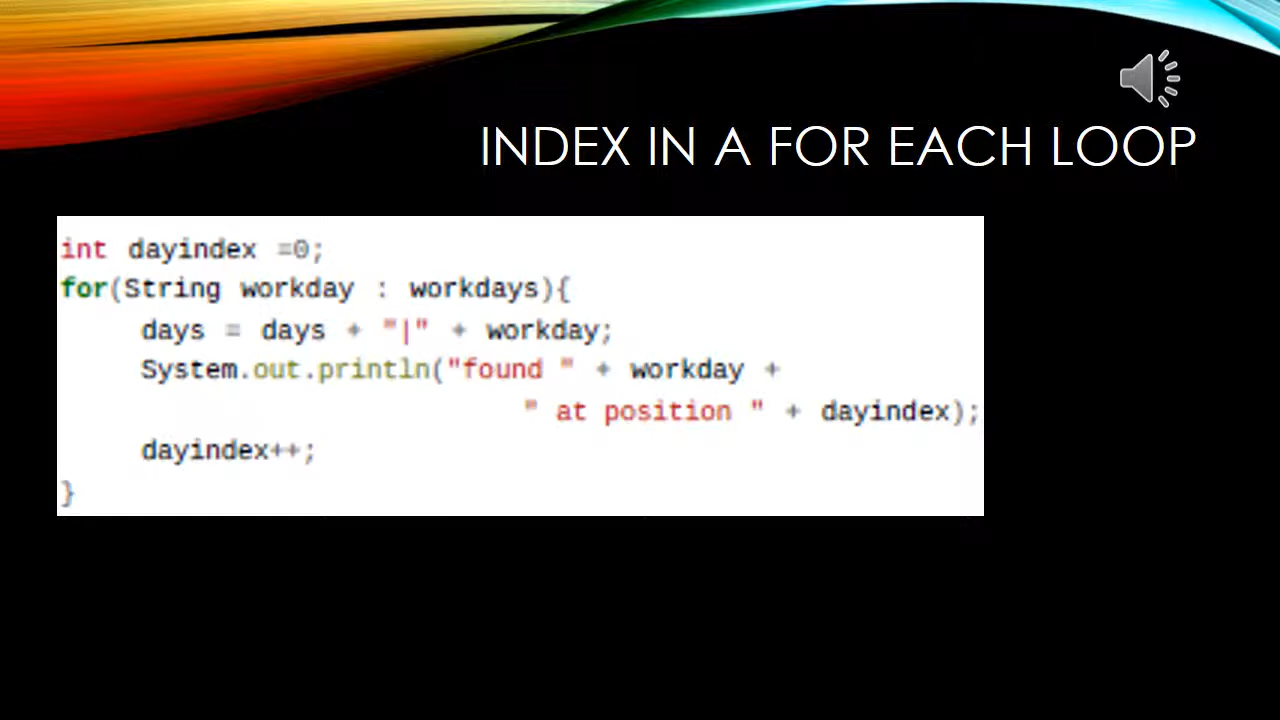 INDEX IN A FOR EACH LOOP
int dayindex =0;
for(String workday : workdays){
days = days + "|" + workday;
System.out.println("found " + workday +
" at position " + dayindex);
dayindex++;
}